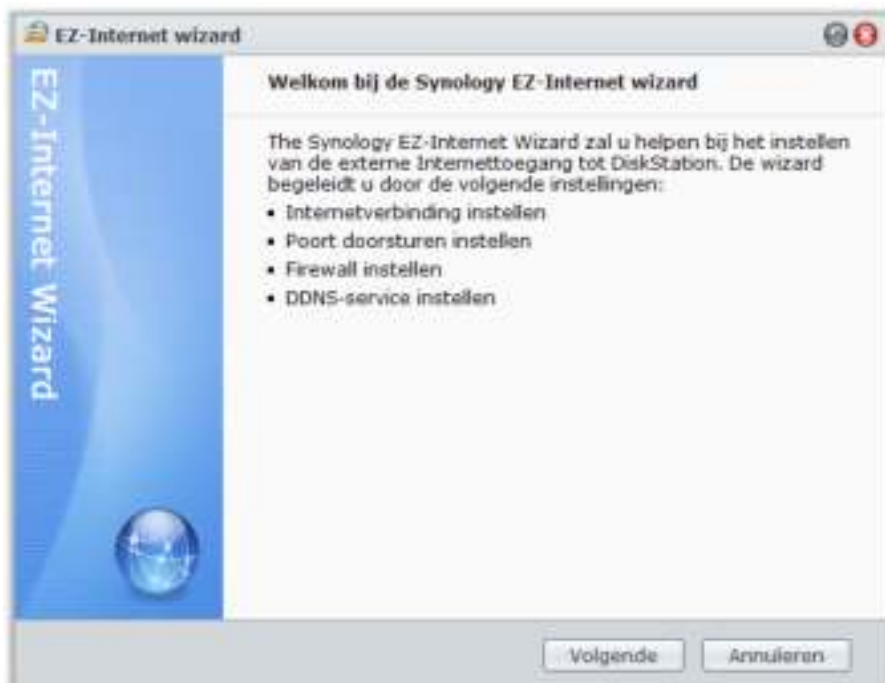 EZ-Internet wizard
EZ-Internet Wizard
Welkom bij de Synology EZ-Internet wizard
The Synology EZ-Internet Wizard zal u helpen bij het instellen
van de externe Internettoegang tot DiskStation. De wizard
begeleidt u door de volgende instellingen:
▪ Internetverbinding instellen
▪ Poort doorsturen instellen
▪ Firewall instellen
▪ DDNS-service instellen
Volgende
Annuleren